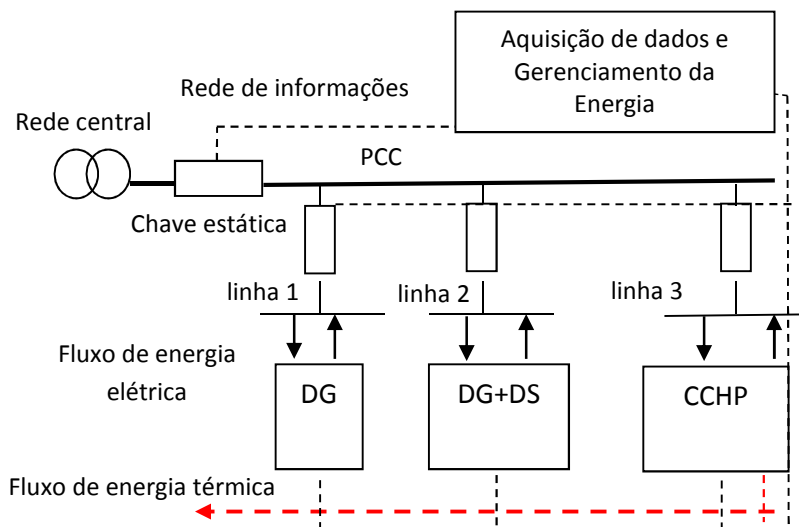 Aquisição de dados e
Gerenciamento da
Energia
Rede de informações
Rede central
PCC
Chave estática
linha 1
linha 2
linha 3
Fluxo de energia
elétrica
DG
DG+DS
CCHP
Fluxo de energia térmica